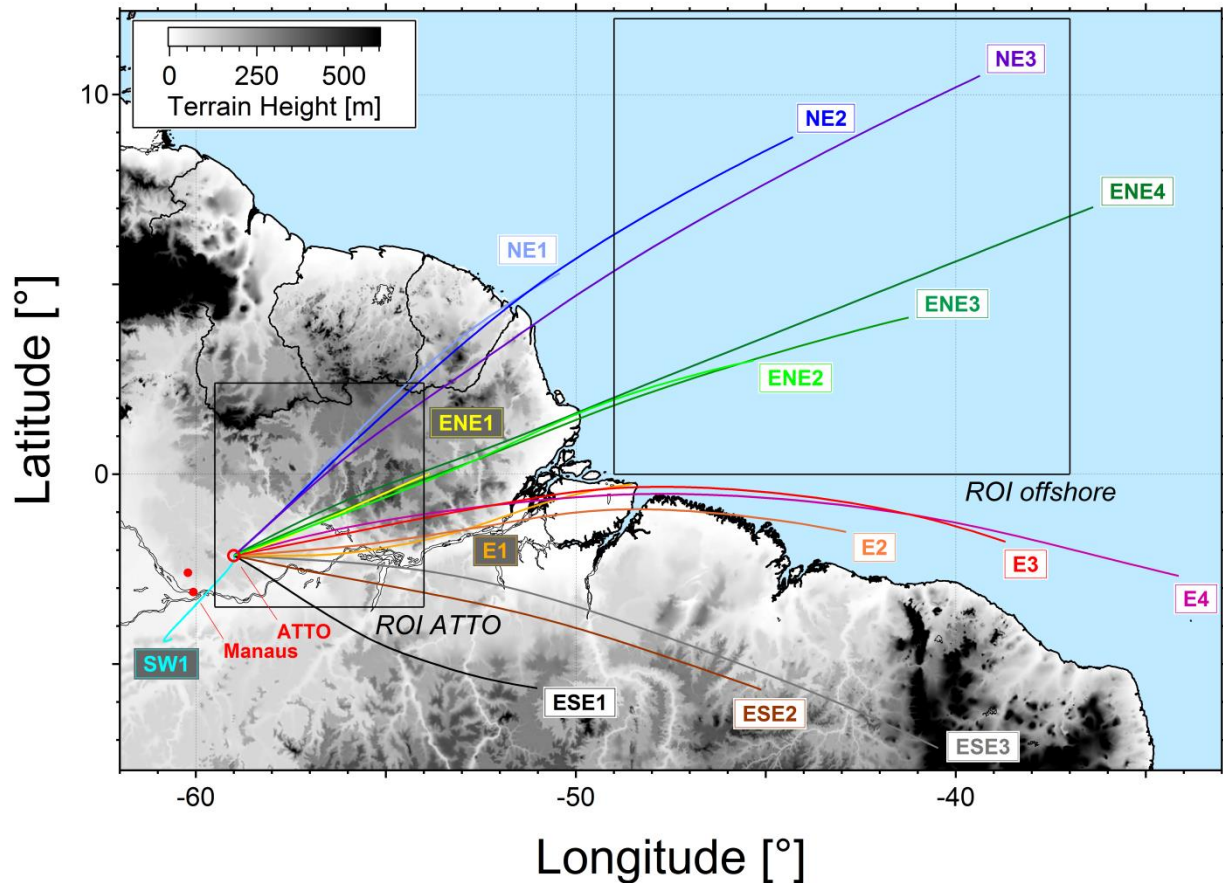 0 250 500
Terrain Height [m]
NE3
10
NE2
ENE4
NE1
ENE3
ENE2
ENE1
Latitude [°]
0
ROI offshore
E1
E2
E3
E4
ATTO
ROI ATTO
Manaus
SW1
ESE1
ESE2
ESE3
-60 -50 -40
Longitude [°]